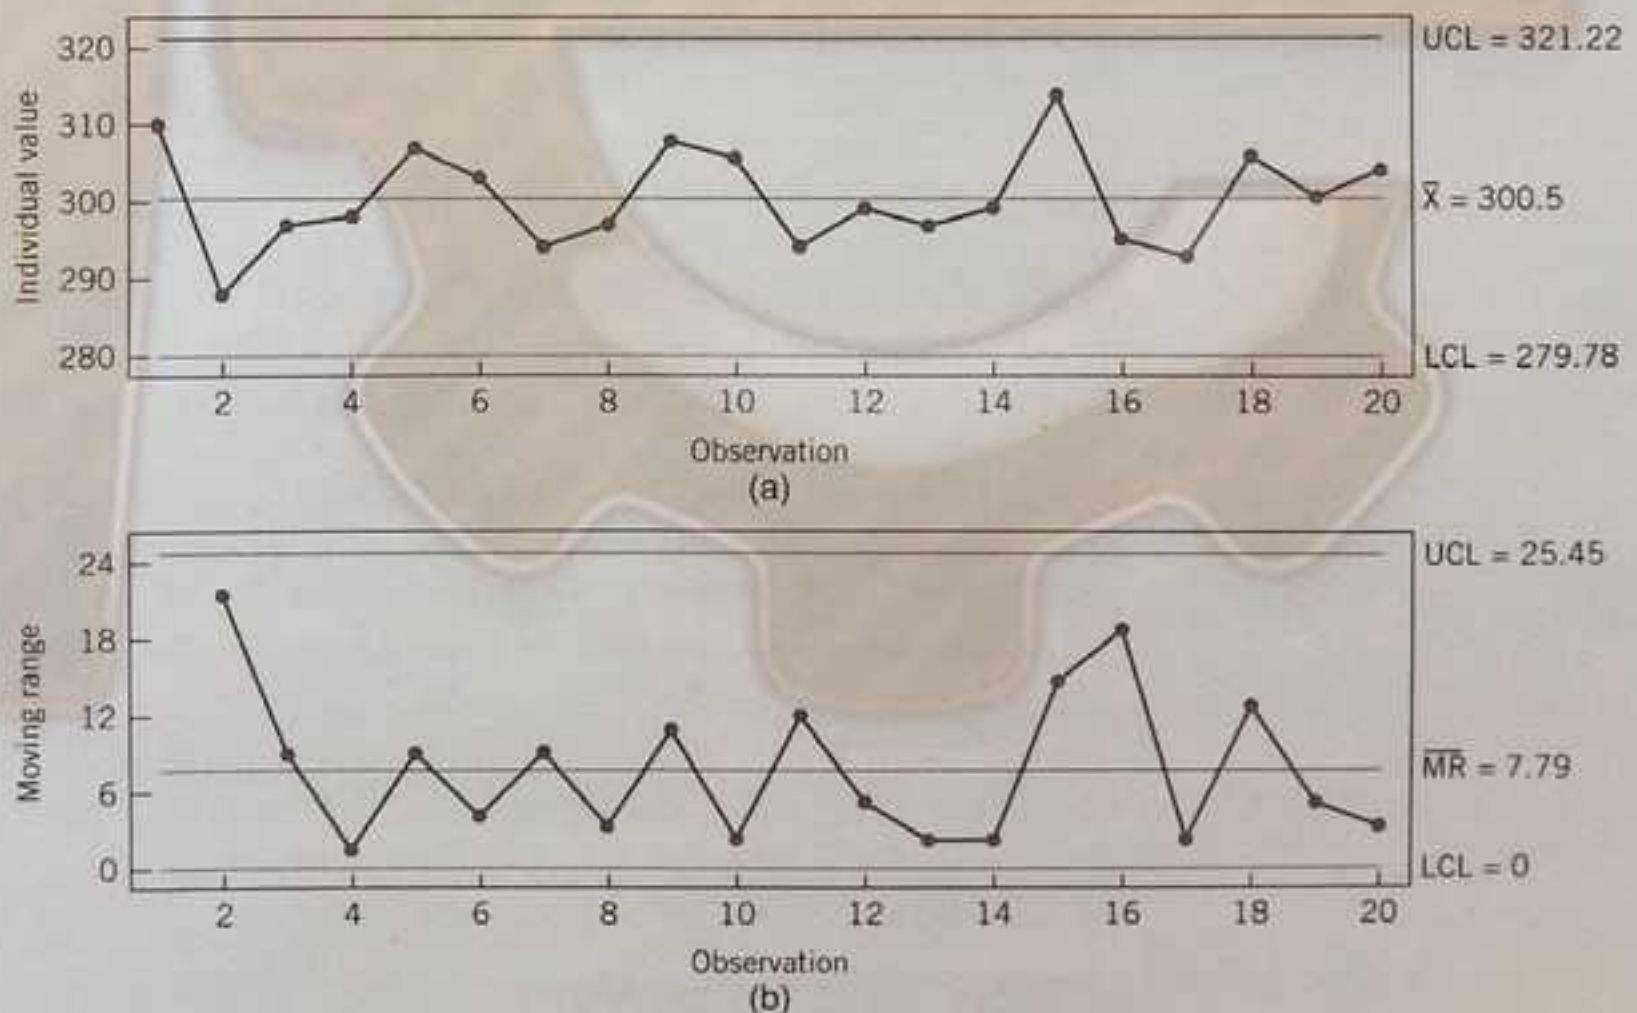 Individual value
320
310
300
290
280
UCL = 321.22
X̄ = 300.5
LCL = 279.78
2 4 6 8 10 12 14 16 18 20
Observation
(a)
Moving range
24
18
12
6
0
UCL = 25.45
M̅R̅ = 7.79
LCL = 0
2 4 6 8 10 12 14 16 18 20
Observation
(b)